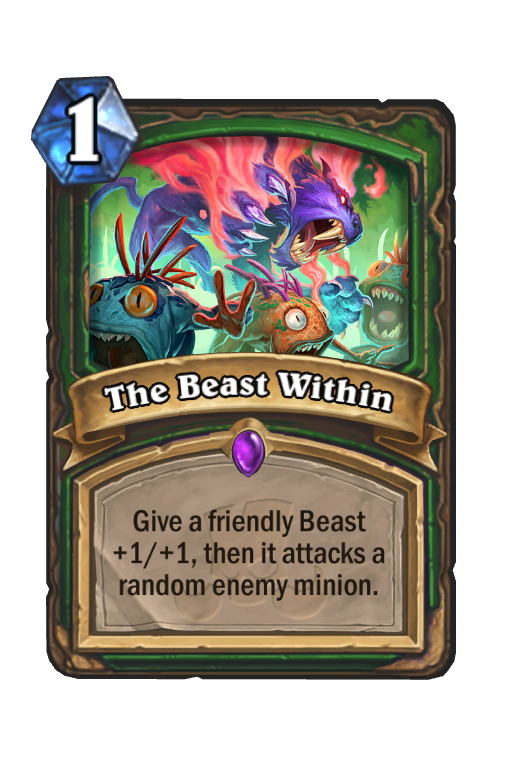 1
The Beast Within
Give a friendly Beast
+1/+1, then it attacks a
random enemy minion.